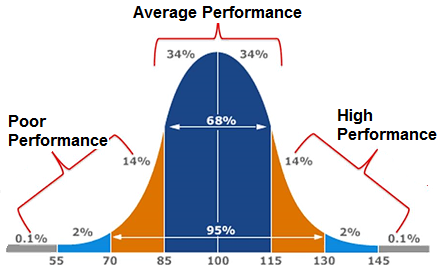 Average Performance
34% 34%
Poor
Performance
High
Performance
68%
14% 14%
0.1% 2% 95% 2% 0.1%
55 70 85 100 115 130 145